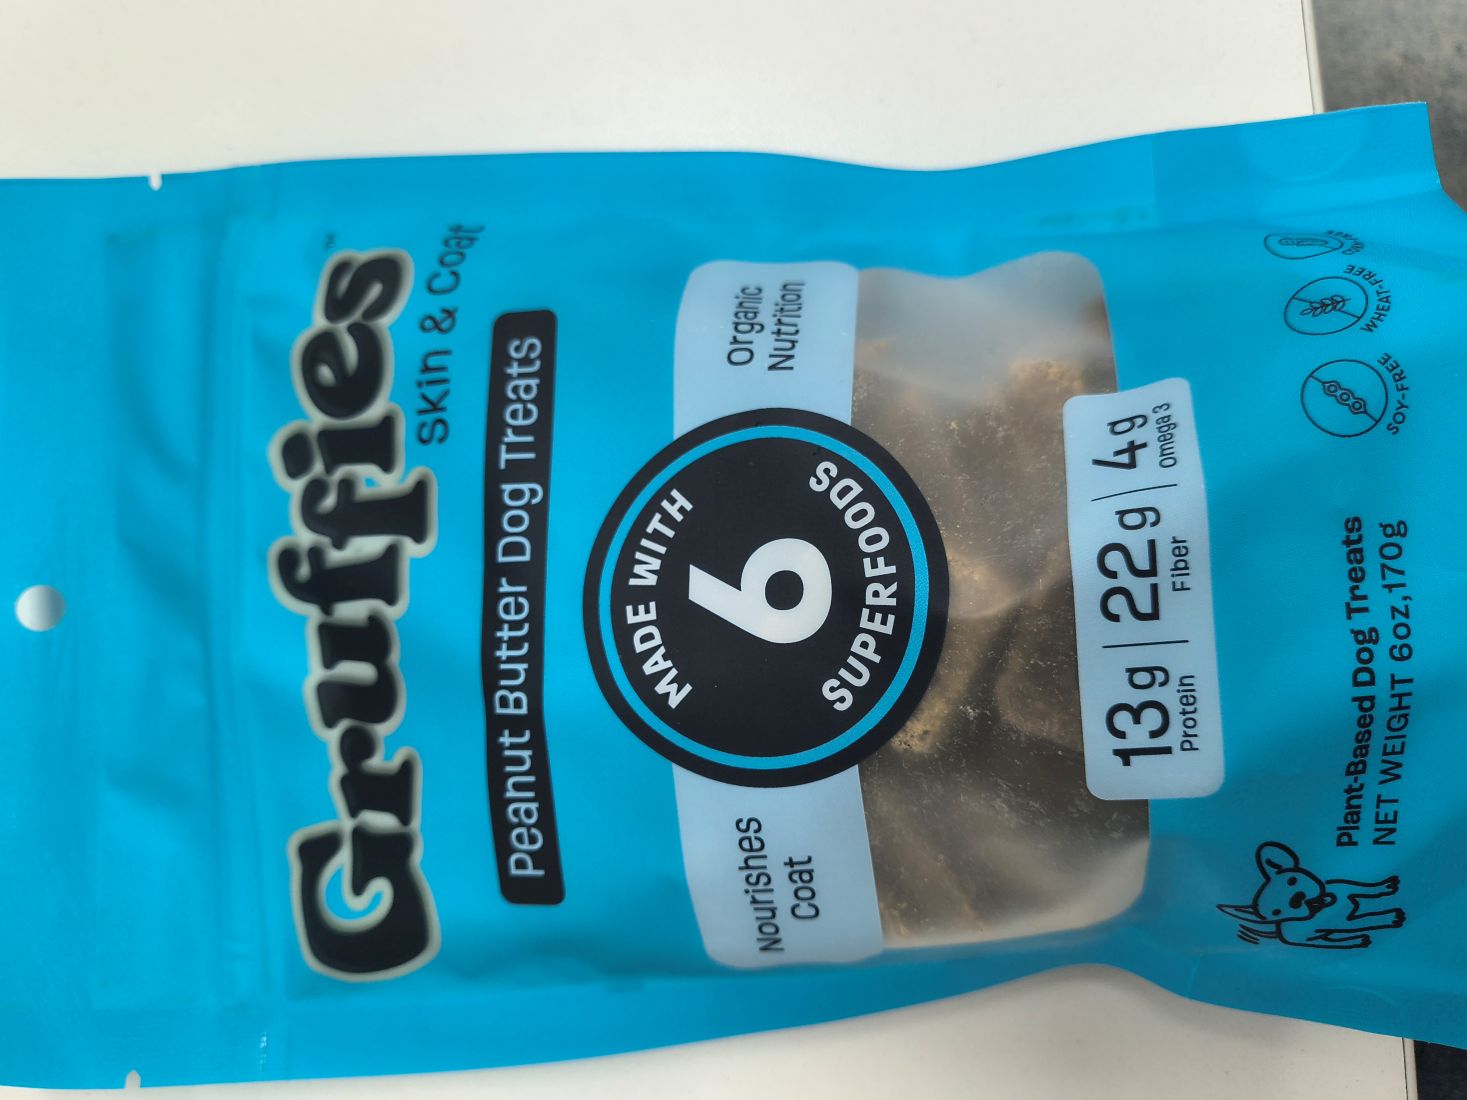 Gruffies™
Skin & Coat
Peanut Butter Dog Treats
Nourishes
Coat
MADE WITH
6
SUPERFOODS
Organic
Nutrition
13g | 22g | 4g
Protein Fiber Omega 3
SOY-FREE
WHEAT-FREE
Plant-Based Dog Treats
NET WEIGHT 6oz,170g